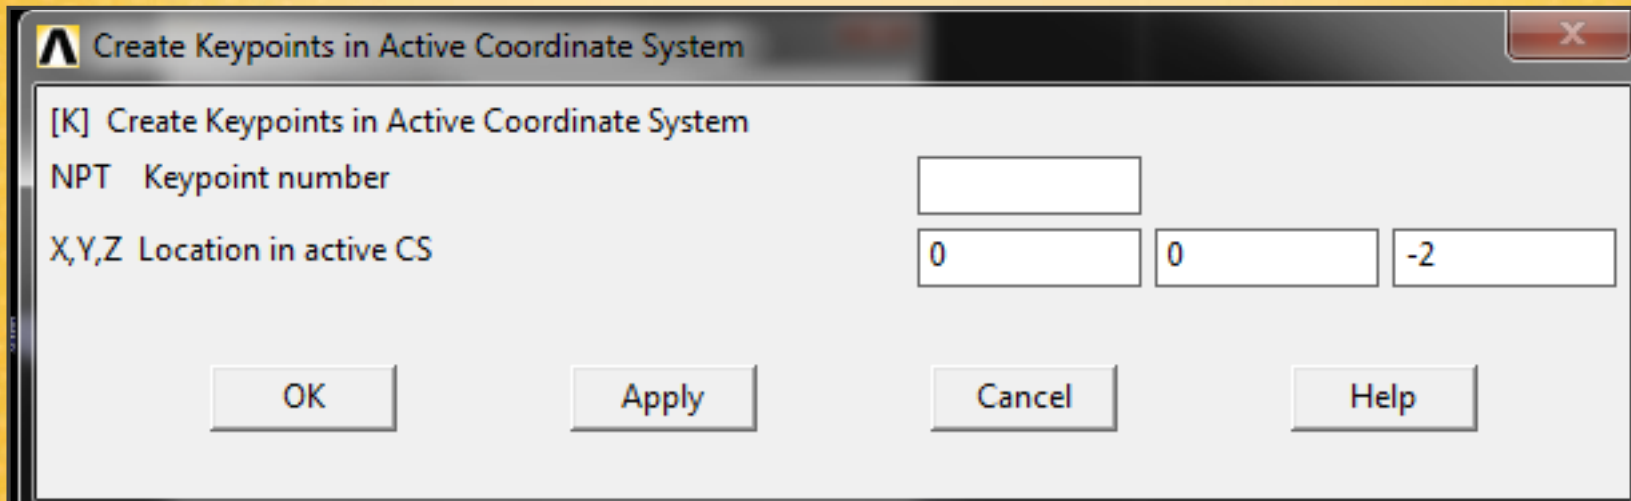 Create Keypoints in Active Coordinate System
[K] Create Keypoints in Active Coordinate System
NPT Keypoint number
X,Y,Z Location in active CS 0 0 -2
OK Apply Cancel Help